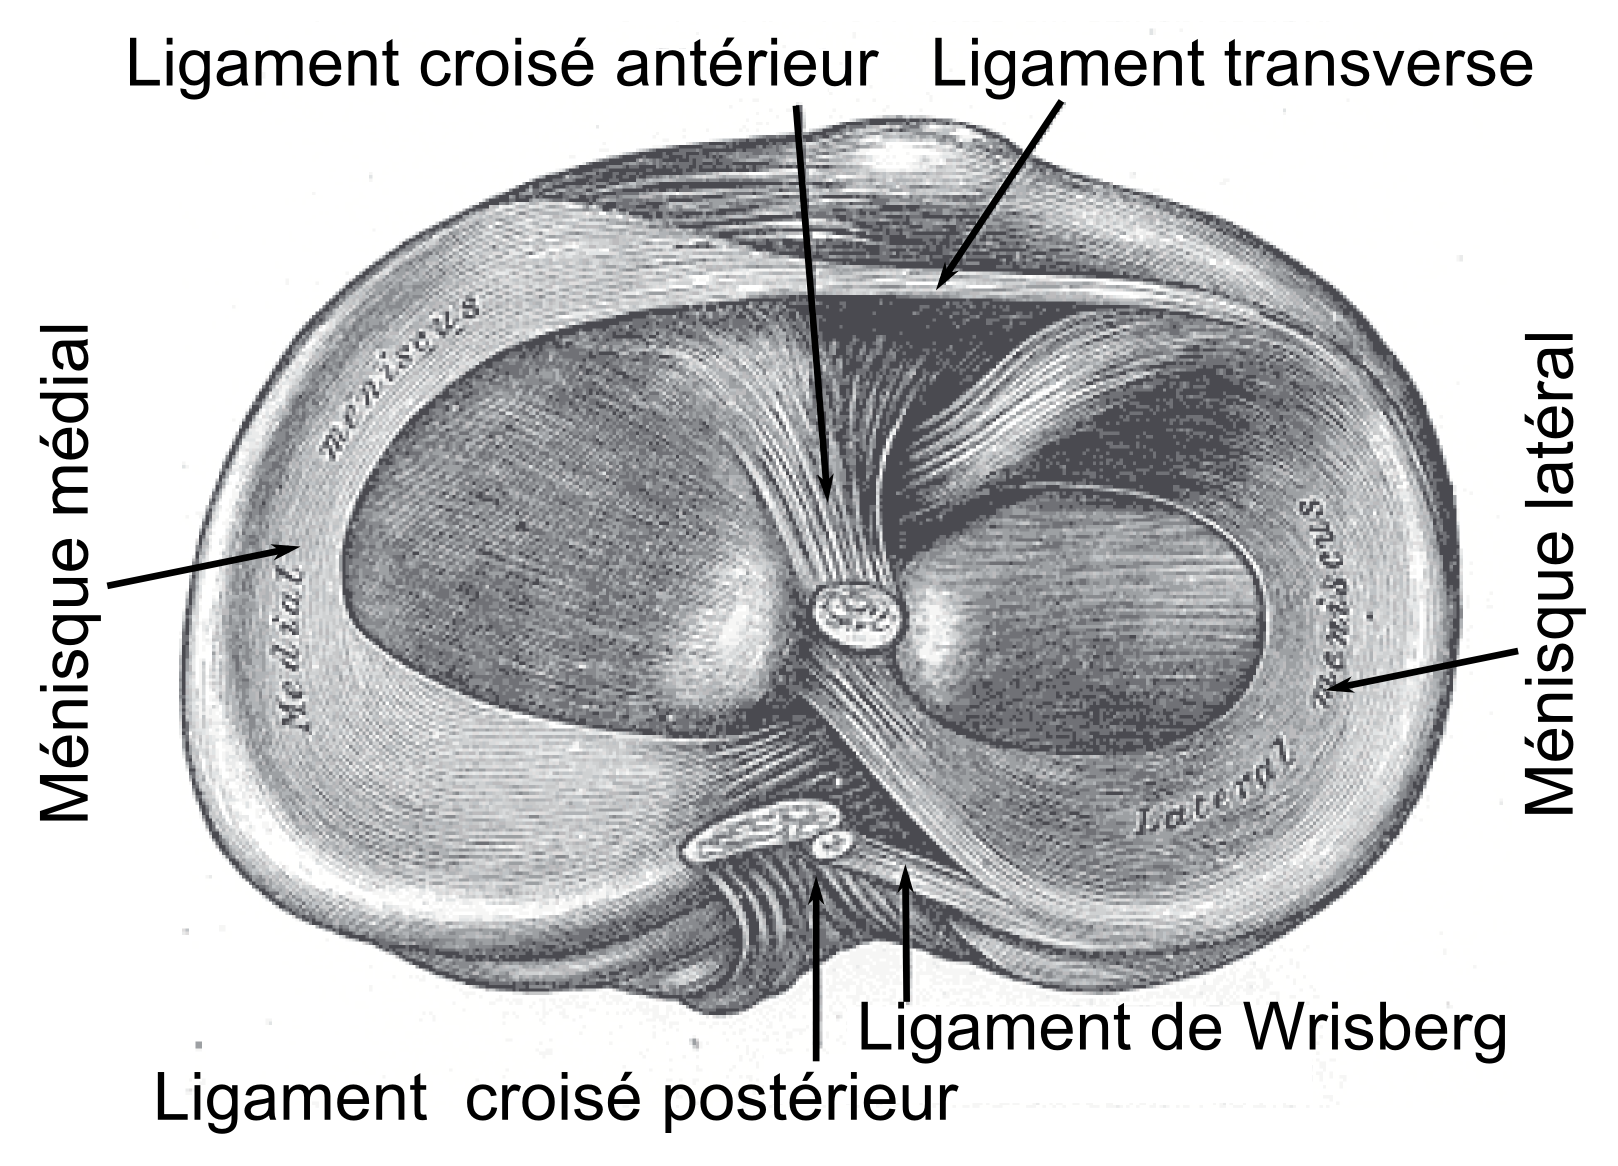 Ligament croisé antérieur
Ligament transverse
Ménisque médial
Medial meniscus
Ménisque latéral
Lateral meniscus
Ligament de Wrisberg
Ligament croisé postérieur